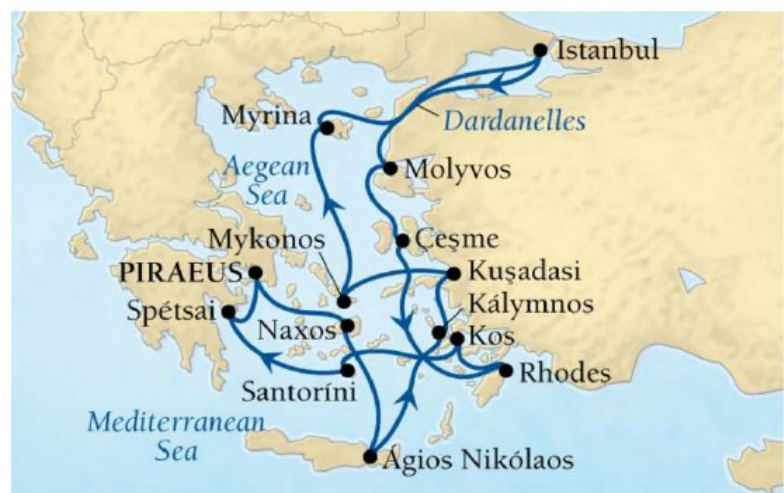 Istanbul
Myrina
Dardanelles
Aegean
Sea
Molyvos
Mykonos
Çeşme
PIRAEUS
Kuşadasi
Spétsai
Kálymnos
Naxos
Kos
Santoríni
Rhodes
Mediterranean
Sea
Ágios Nikólaos